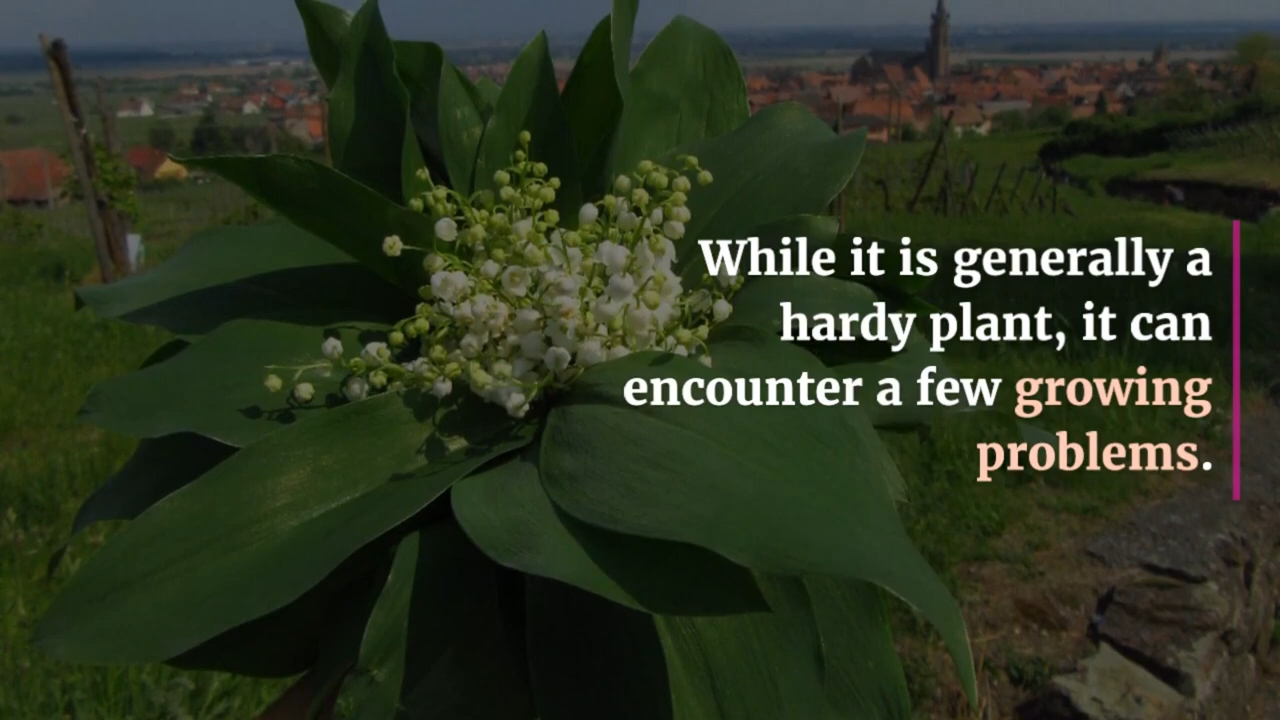 While it is generally a
hardy plant, it can
encounter a few growing
problems.